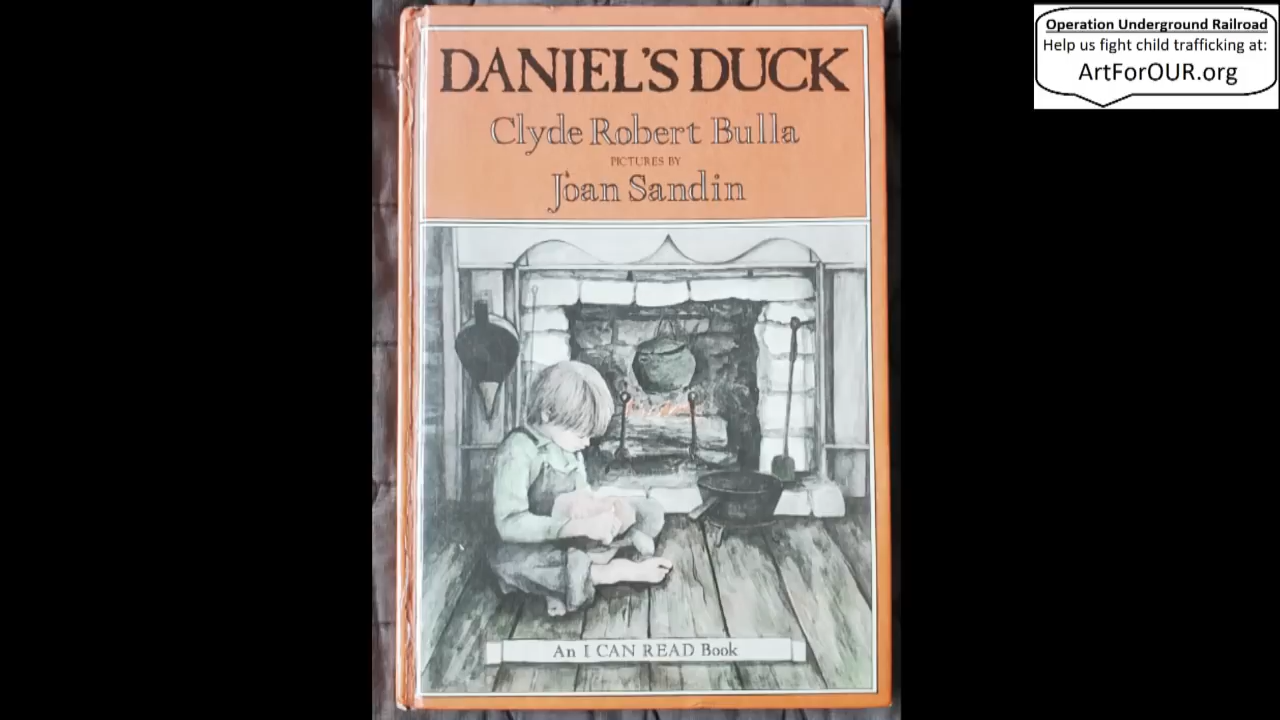 DANIEL'S DUCK
Clyde Robert Bulla
PICTURES BY
Joan Sandin
An I CAN READ Book
Operation Underground Railroad
Help us fight child trafficking at:
ArtForOUR.org